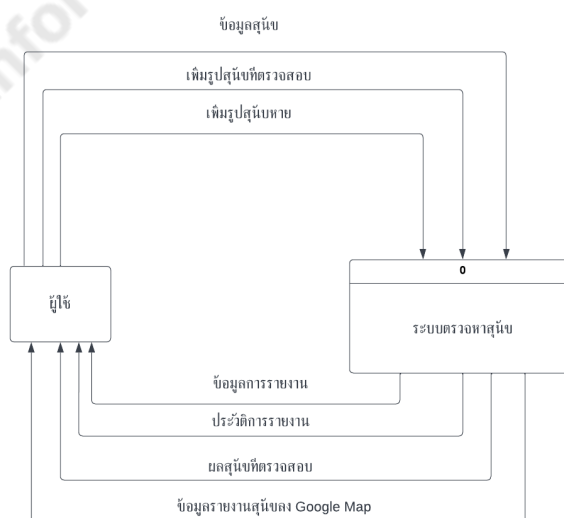 ข้อมูลสุนัข
เพิ่มรูปสุนัขที่ตรวจสอบ
เพิ่มรูปสุนัขหาย
0
ผู้ใช้
ระบบตรวจหาสุนัข
ข้อมูลการรายงาน
ประวัติการรายงาน
ผลสุนัขที่ตรวจสอบ
ข้อมูลรายงานสุนัขลง Google Map